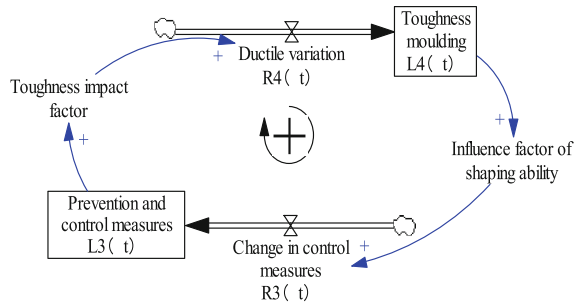 +
Ductile variation
R4( t)
Toughness
moulding
L4( t)
Toughness impact
factor
+
+
Influence factor of
shaping ability
+
Prevention and
control measures
L3( t)
Change in control
measures
R3( t)
+